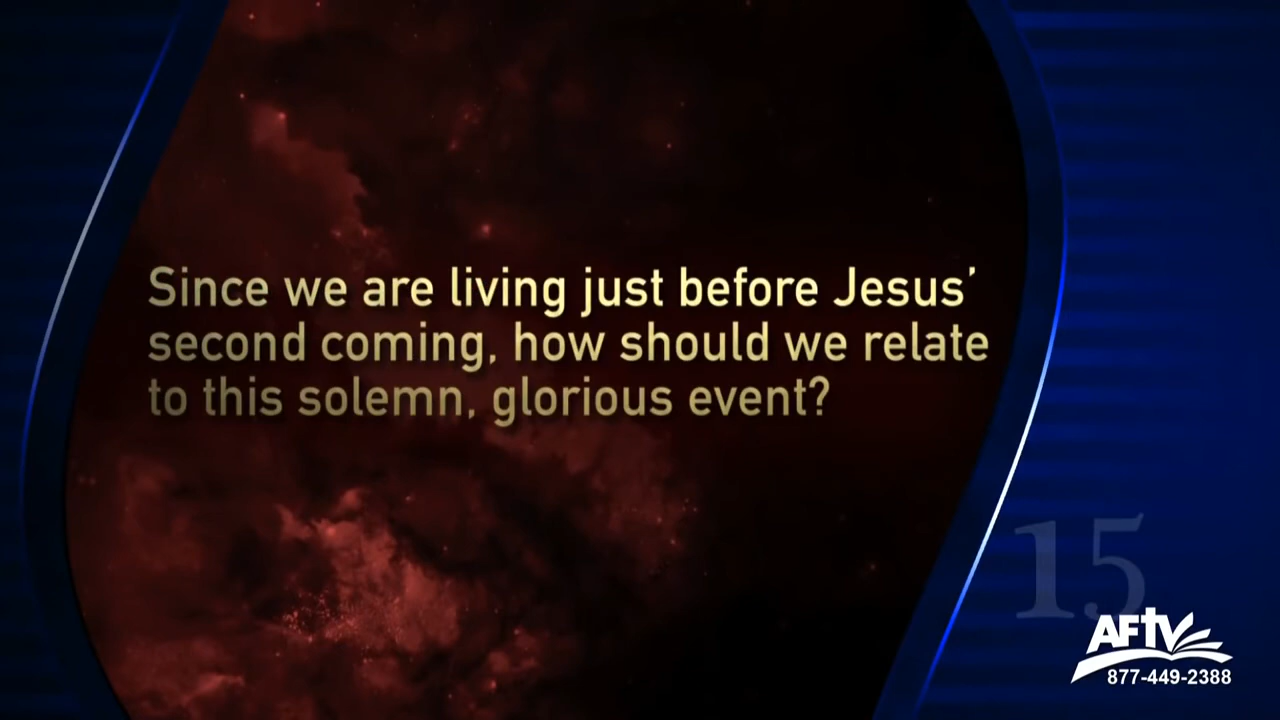 Since we are living just before Jesus’
second coming, how should we relate
to this solemn, glorious event?
15
AFTV
877-449-2388